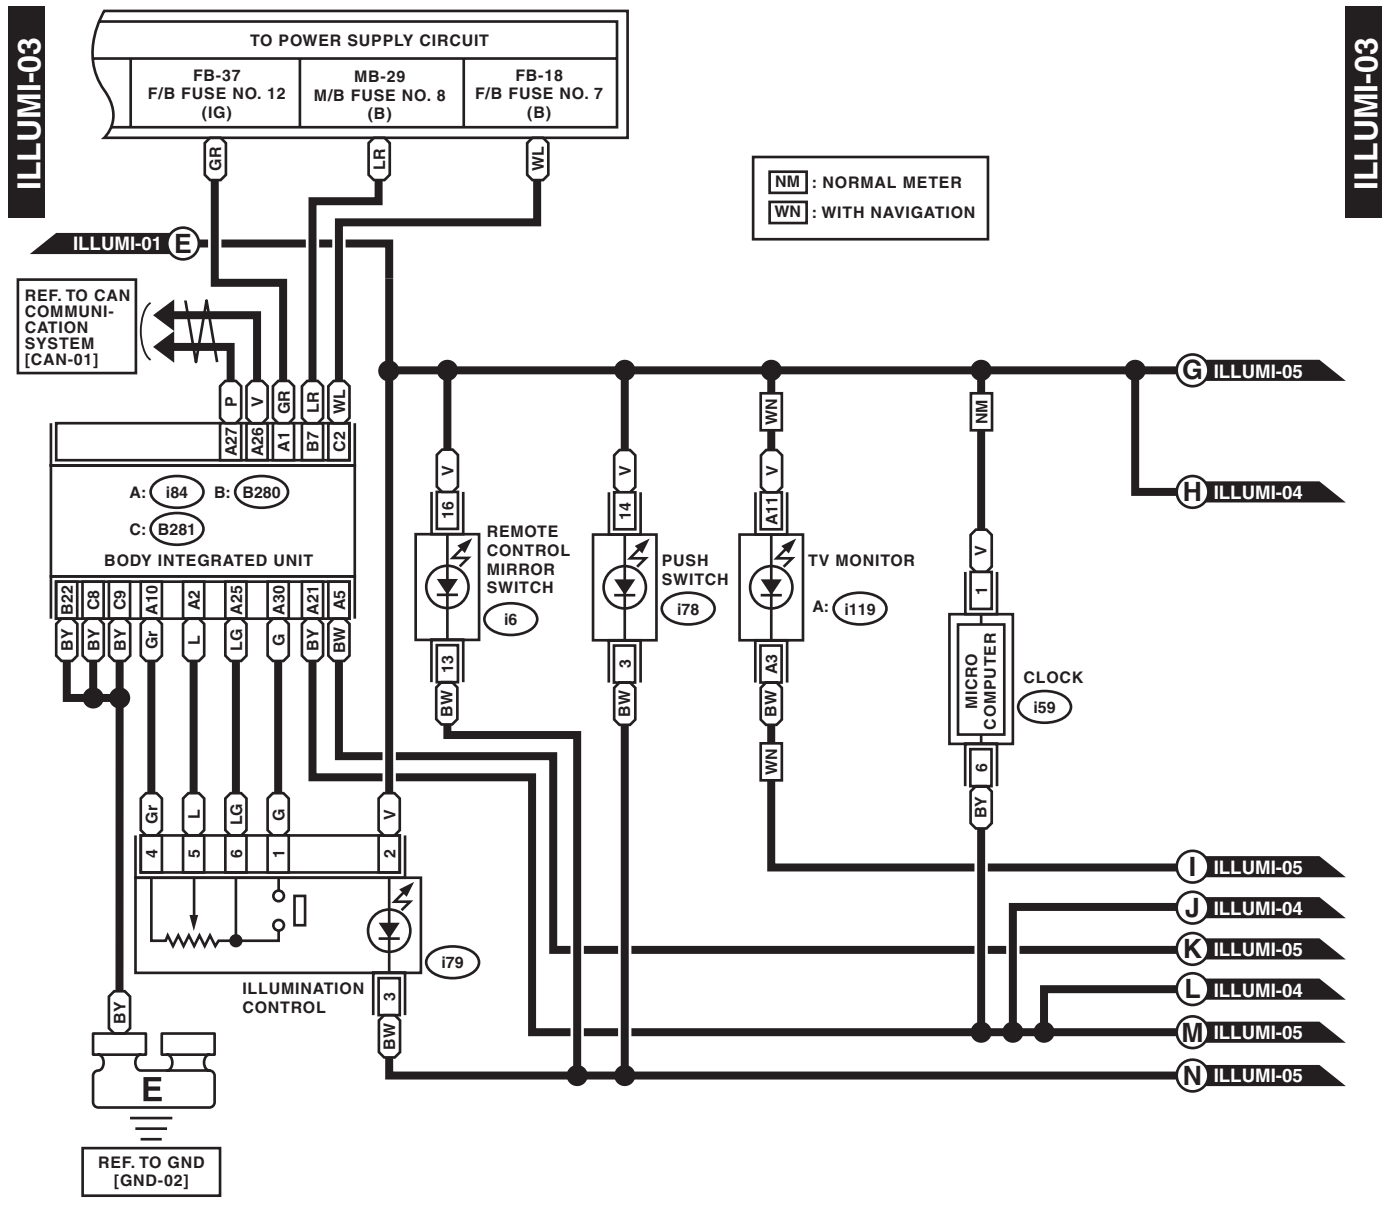 ILLUMI-03
ILLUMI-03
TO POWER SUPPLY CIRCUIT
FB-37
F/B FUSE NO. 12
(IG)
MB-29
M/B FUSE NO. 8
(B)
FB-18
F/B FUSE NO. 7
(B)
GR
LR
WL
NM : NORMAL METER
WN : WITH NAVIGATION
ILLUMI-01 E
REF. TO CAN
COMMUNI-
CATION
SYSTEM
[CAN-01]
P
V
GR
LR
WL
A27
A26
A1
B7
C2
A: i84 B: B280
C: B281
BODY INTEGRATED UNIT
B22
C8
C9
A10
A2
A25
A30
A21
A5
BY
BY
BY
Gr
L
LG
G
BY
BW
G ILLUMI-05
H ILLUMI-04
WN
NM
V
16
REMOTE
CONTROL
MIRROR
SWITCH
i6
13
BW
V
14
PUSH
SWITCH
i78
3
BW
V
A11
TV MONITOR
A: i119
A3
BW
WN
V
1
MICRO
COMPUTER
CLOCK
i59
6
BY
Gr
L
LG
G
V
4
5
6
1
2
i79
ILLUMINATION
CONTROL
3
BW
BY
E
REF. TO GND
[GND-02]
I ILLUMI-05
J ILLUMI-04
K ILLUMI-05
L ILLUMI-04
M ILLUMI-05
N ILLUMI-05